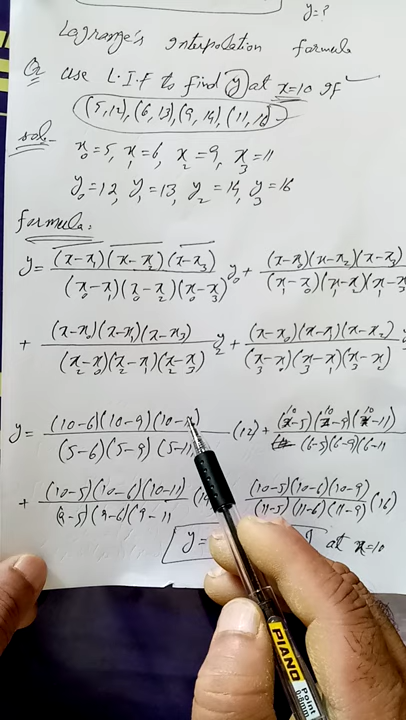 y=?
Lagrange's interpolation formula
Q use L.I.F to find y at x=10 if
(5,12), (6,13), (9,14), (11,16)
sol.
x₀=5, x₁=6, x₂=9, x₃=11
y₀=12, y₁=13, y₂=14, y₃=16
formula:
y= (x-x₁)(x-x₂)(x-x₃) / (x₀-x₁)(x₀-x₂)(x₀-x₃) y₀ + (x-x₀)(x-x₂)(x-x₃) / (x₁-x₀)(x₁-x₂)(x₁-x₃
+ (x-x₀)(x-x₁)(x-x₃) / (x₂-x₀)(x₂-x₁)(x₂-x₃) y₂ + (x-x₀)(x-x₁)(x-x₂) / (x₃-x₀)(x₃-x₁)(x₃-x₂)
y= (10-6)(10-9)(10-11) / (5-6)(5-9)(5-11) (12) + (10-5)(10-9)(10-11) / (6-5)(6-9)(6-11
+ (10-5)(10-6)(10-11) / (9-5)(9-6)(9-11 (10-5)(10-6)(10-9) / (11-5)(11-6)(11-9) (16)
y= at x=10
PIANO
Point
0.8mm